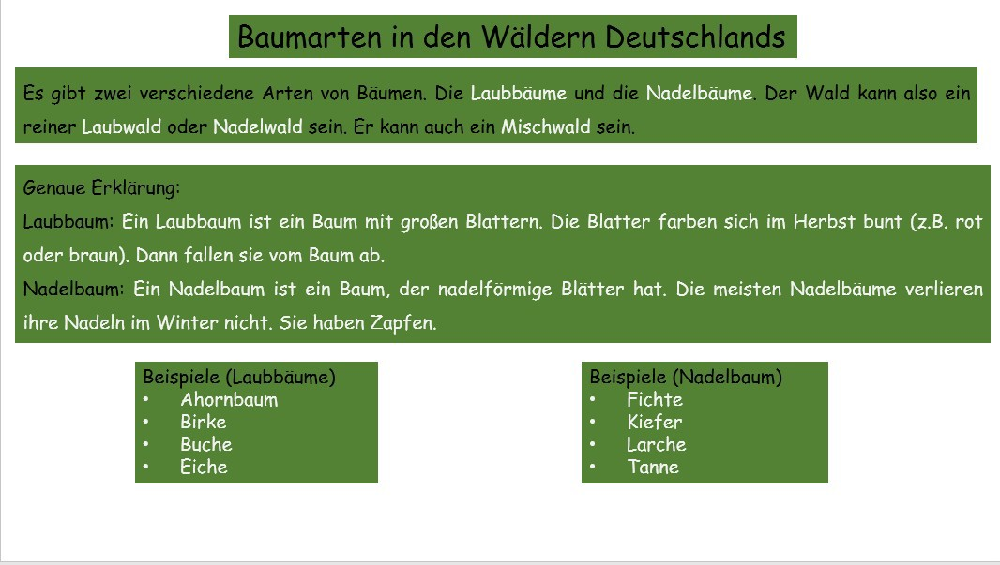 Baumarten in den Wäldern Deutschlands
Es gibt zwei verschiedene Arten von Bäumen. Die Laubbäume und die Nadelbäume. Der Wald kann also ein
reiner Laubwald oder Nadelwald sein. Er kann auch ein Mischwald sein.
Genaue Erklärung:
Laubbaum: Ein Laubbaum ist ein Baum mit großen Blättern. Die Blätter färben sich im Herbst bunt (z.B. rot
oder braun). Dann fallen sie vom Baum ab.
Nadelbaum: Ein Nadelbaum ist ein Baum, der nadelförmige Blätter hat. Die meisten Nadelbäume verlieren
ihre Nadeln im Winter nicht. Sie haben Zapfen.
Beispiele (Laubbäume)
• Ahornbaum
• Birke
• Buche
• Eiche
Beispiele (Nadelbaum)
• Fichte
• Kiefer
• Lärche
• Tanne